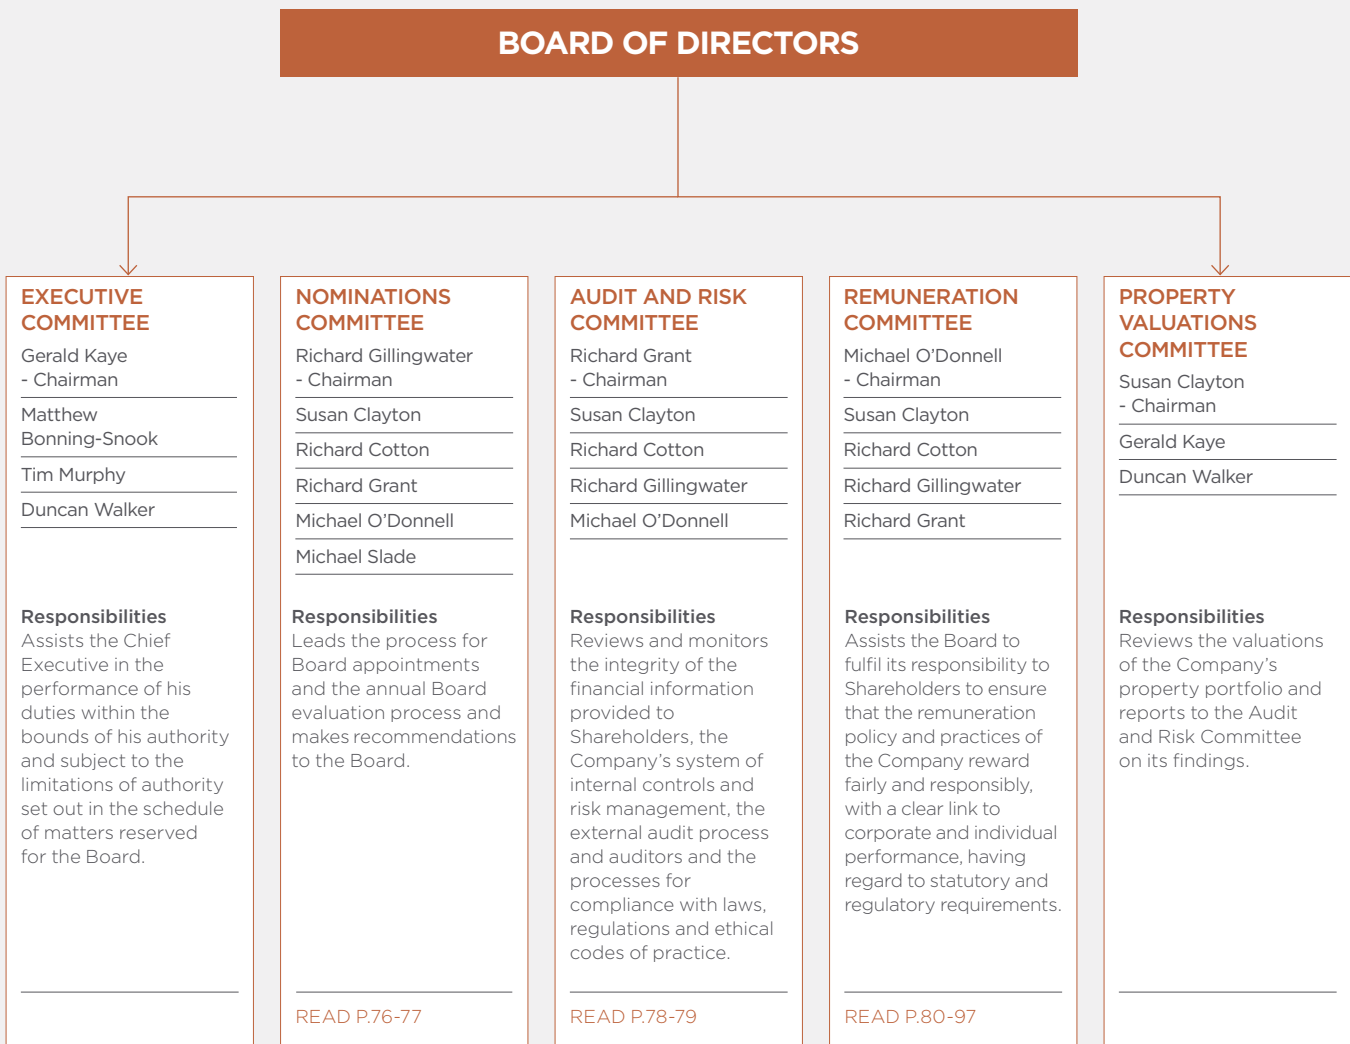 BOARD OF DIRECTORS
EXECUTIVE
COMMITTEE
Gerald Kaye
- Chairman
Matthew
Bonning-Snook
Tim Murphy
Duncan Walker
Responsibilities
Assists the Chief
Executive in the
performance of his
duties within the
bounds of his authority
and subject to the
limitations of authority
set out in the schedule
of matters reserved
for the Board.
NOMINATIONS
COMMITTEE
Richard Gillingwater
- Chairman
Susan Clayton
Richard Cotton
Richard Grant
Michael O’Donnell
Michael Slade
Responsibilities
Leads the process for
Board appointments
and the annual Board
evaluation process and
makes recommendations
to the Board.
READ P.76-77
AUDIT AND RISK
COMMITTEE
Richard Grant
- Chairman
Susan Clayton
Richard Cotton
Richard Gillingwater
Michael O’Donnell
Responsibilities
Reviews and monitors
the integrity of the
financial information
provided to
Shareholders, the
Company’s system of
internal controls and
risk management, the
external audit process
and auditors and the
processes for
compliance with laws,
regulations and ethical
codes of practice.
READ P.78-79
REMUNERATION
COMMITTEE
Michael O’Donnell
- Chairman
Susan Clayton
Richard Cotton
Richard Gillingwater
Richard Grant
Responsibilities
Assists the Board to
fulfil its responsibility to
Shareholders to ensure
that the remuneration
policy and practices of
the Company reward
fairly and responsibly,
with a clear link to
corporate and individual
performance, having
regard to statutory and
regulatory requirements.
READ P.80-97
PROPERTY
VALUATIONS
COMMITTEE
Susan Clayton
- Chairman
Gerald Kaye
Duncan Walker
Responsibilities
Reviews the valuations
of the Company’s
property portfolio and
reports to the Audit
and Risk Committee
on its findings.